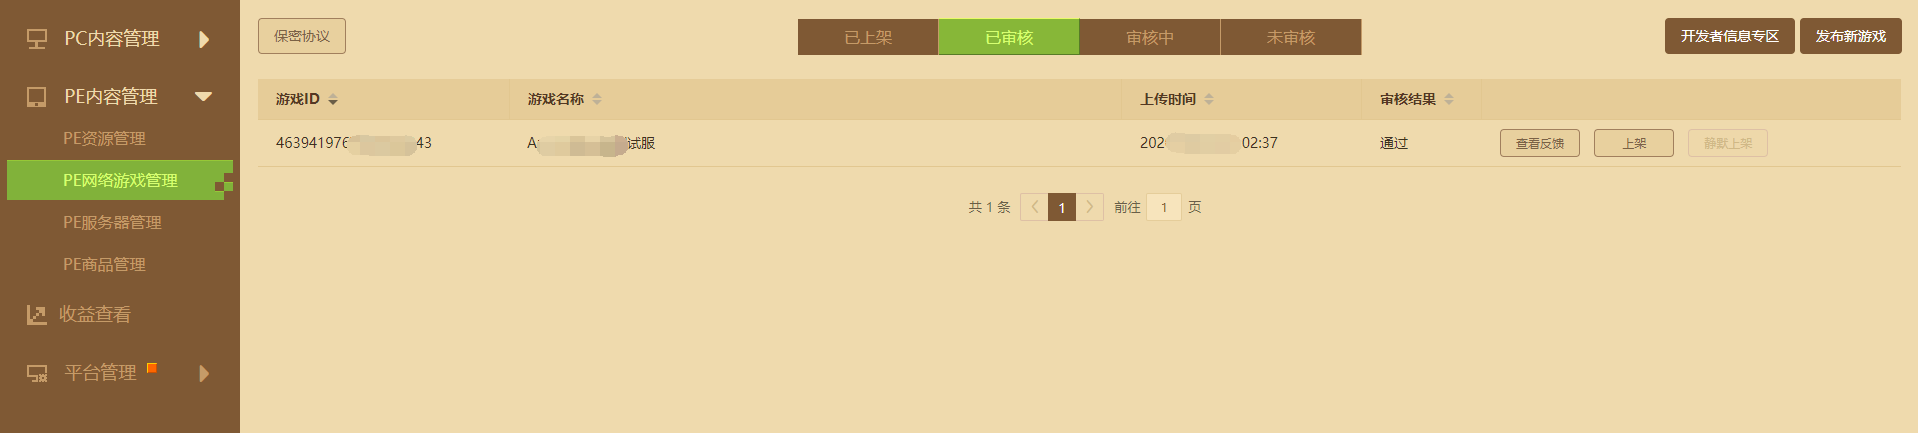 PC内容管理
PE内容管理
PE资源管理
PE网络游戏管理
PE服务器管理
PE商品管理
收益查看
平台管理
保密协议
已上架 已审核 审核中 未审核
开发者信息专区 发布新游戏
游戏ID 游戏名称 上传时间 审核结果
463941976 43 A 试服 202 02:37 通过 查看反馈 上架 静默上架
共 1 条 1 前往 1 页